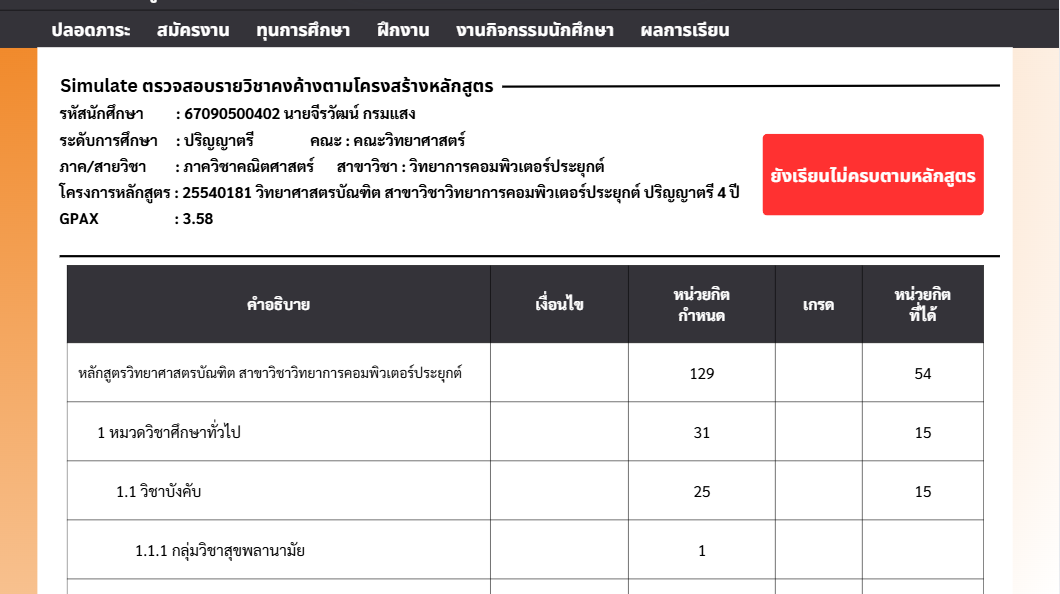 ปลอดภาระ สมัครงาน ทุนการศึกษา ฝึกงาน งานกิจกรรมนักศึกษา ผลการเรียน
Simulate ตรวจสอบรายวิชาคงค้างตามโครงสร้างหลักสูตร
รหัสนักศึกษา : 67090500402 นายจีรวัฒน์ กรมแสง
ระดับการศึกษา : ปริญญาตรี คณะ : คณะวิทยาศาสตร์
ภาค/สายวิชา : ภาควิชาคณิตศาสตร์ สาขาวิชา : วิทยาการคอมพิวเตอร์ประยุกต์
โครงการหลักสูตร : 25540181 วิทยาศาสตรบัณฑิต สาขาวิชาวิทยาการคอมพิวเตอร์ประยุกต์ ปริญญาตรี 4 ปี
GPAX : 3.58
ยังเรียนไม่ครบตามหลักสูตร
คำอธิบาย เงื่อนไข หน่วยกิต กำหนด เกรด หน่วยกิต ที่ได้
หลักสูตรวิทยาศาสตรบัณฑิต สาขาวิชาวิทยาการคอมพิวเตอร์ประยุกต์ 129 54
1 หมวดวิชาศึกษาทั่วไป 31 15
1.1 วิชาบังคับ 25 15
1.1.1 กลุ่มวิชาสุขพลานามัย 1